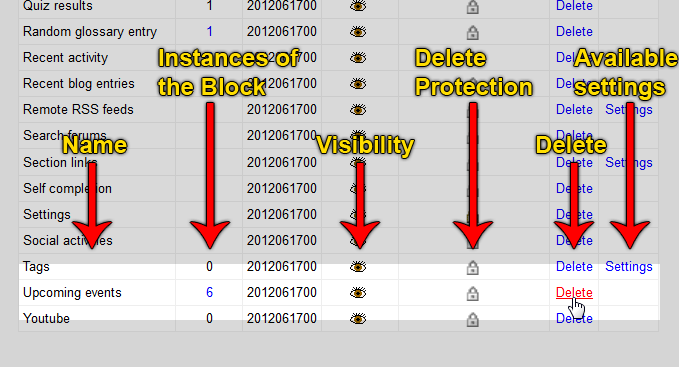 Quiz results 1 2012061700 Delete
Random glossary entry 1 2012061700 Delete
Recent activity 2012061700 Delete
Instances of the Block
Delete Protection
Available settings
Recent blog entries 2012061700 Delete
Remote RSS feeds 2012061700 Delete Settings
Search forums 2012061700 Delete
Name
Visibility
Delete
Section links 2012061700 Delete Settings
Self completion 2012061700 Delete
Settings 2012061700 Delete
Social activities 2012061700 Delete
Tags 0 2012061700 Delete Settings
Upcoming events 6 2012061700 Delete
Youtube 0 2012061700 Delete